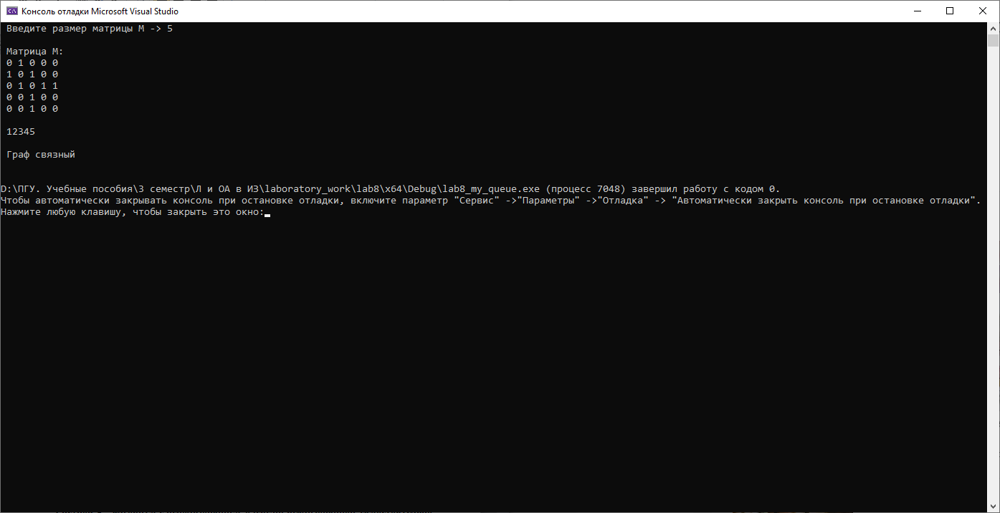 Консоль отладки Microsoft Visual Studio
Введите размер матрицы M -> 5
Матрица M:
0 1 0 0 0
1 0 1 0 0
0 1 0 1 1
0 0 1 0 0
0 0 1 0 0
12345
Граф связный
D:\ПГУ. Учебные пособия\3 семестр\Л и ОА в ИЗ\laboratory_work\lab8\x64\Debug\lab8_my_queue.exe (процесс 7048) завершил работу с кодом 0.
Чтобы автоматически закрывать консоль при остановке отладки, включите параметр "Сервис" ->"Параметры" ->"Отладка" -> "Автоматически закрыть консоль при остановке отладки".
Нажмите любую клавишу, чтобы закрыть это окно: